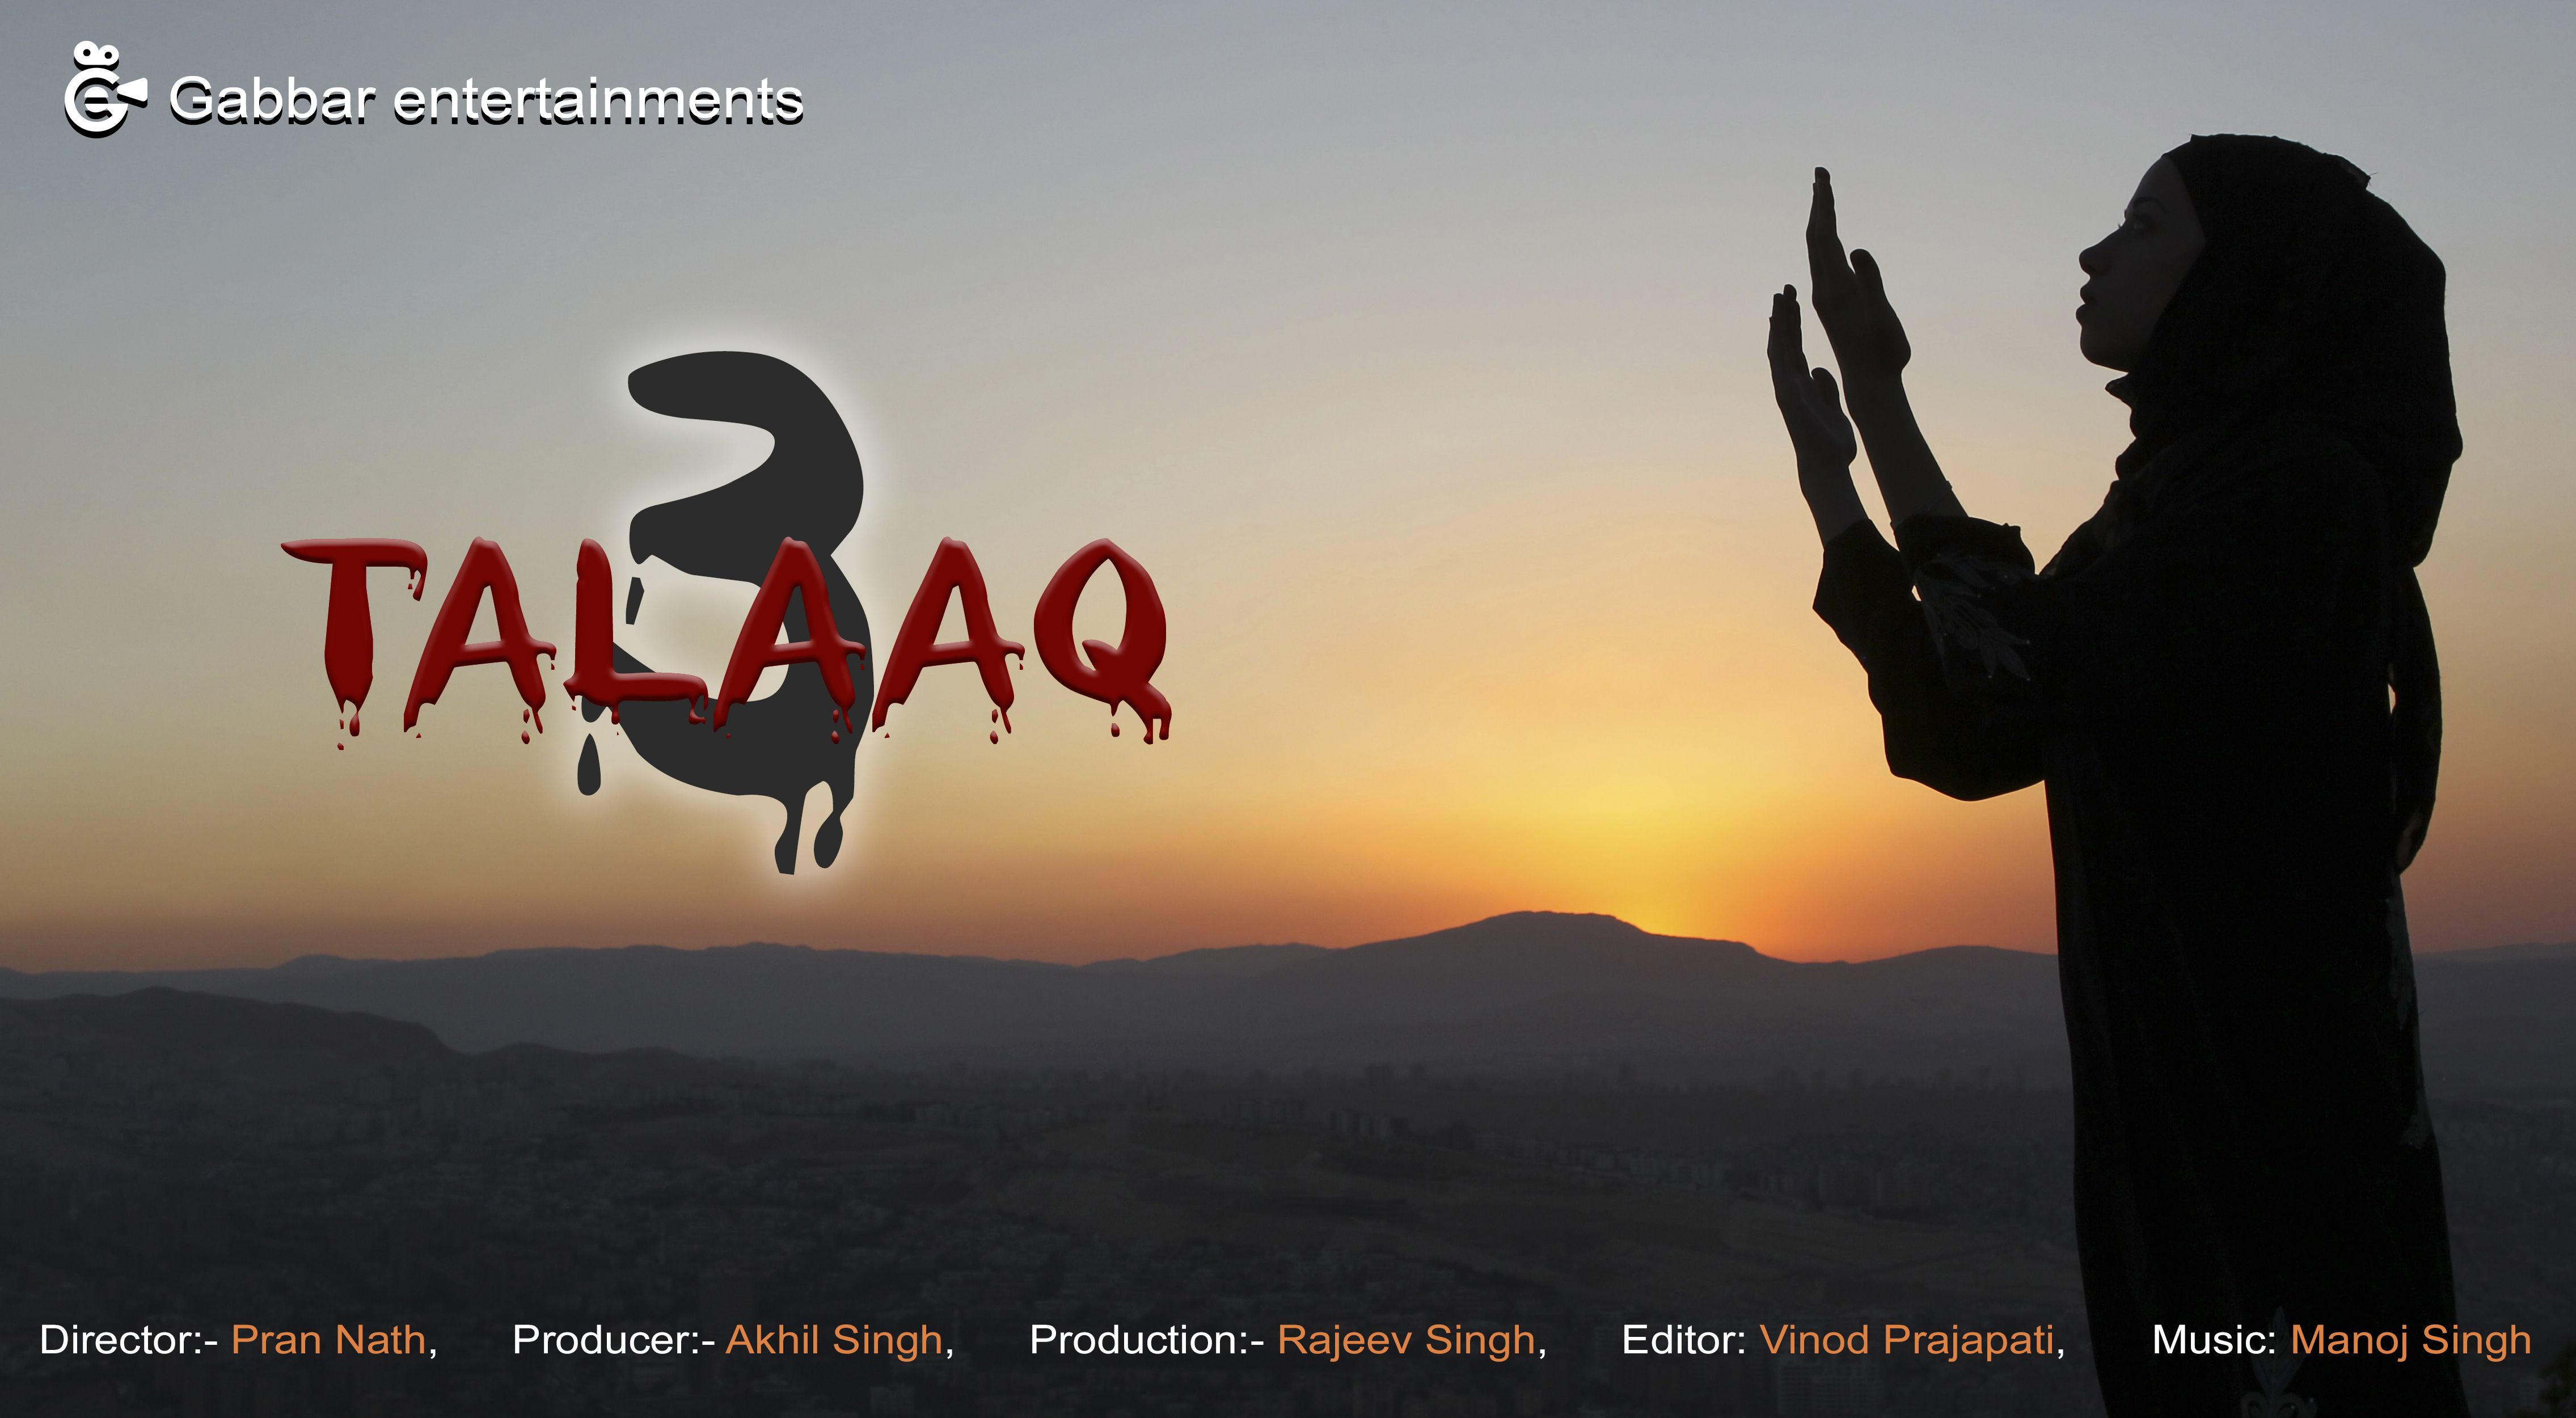 Gabbar entertainments
3
TALAAQ
Director:- Pran Nath, Producer:- Akhil Singh, Production:- Rajeev Singh, Editor: Vinod Prajapati, Music: Manoj Singh